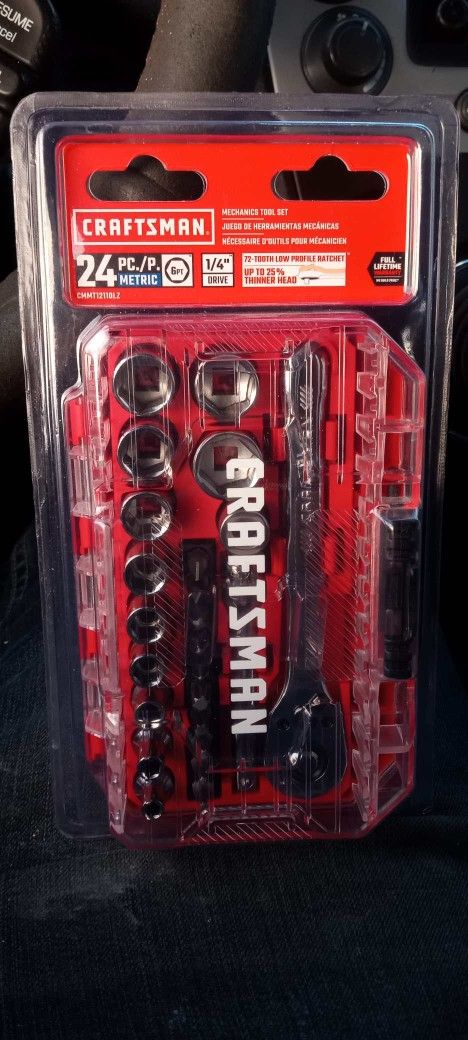 CRAFTSMAN
MECHANICS TOOL SET
JUEGO DE HERRAMIENTAS MECÁNICAS
NÉCESSAIRE D'OUTILS POUR MÉCANICIEN
24 PC./P.
METRIC
6PT
1/4"
DRIVE
72-TOOTH LOW PROFILE RATCHET
UP TO 25%
THINNER HEAD
FULL
LIFETIME
WARRANTY
CMMT12110LZ
CRAFTSMAN